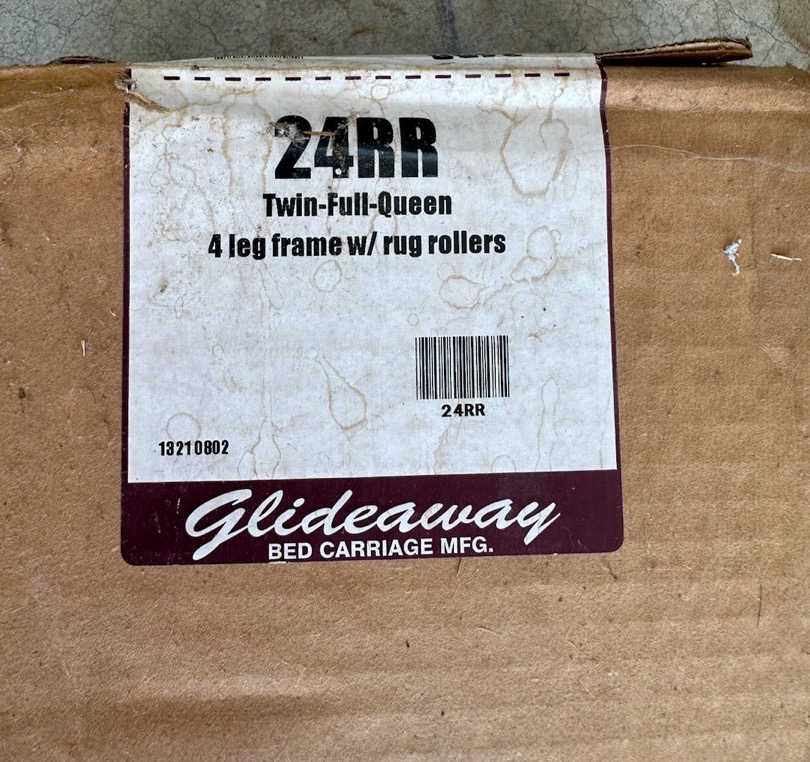 24RR
Twin-Full-Queen
4 leg frame w/ rug rollers
24RR
13210802
Glideaway
BED CARRIAGE MFG.